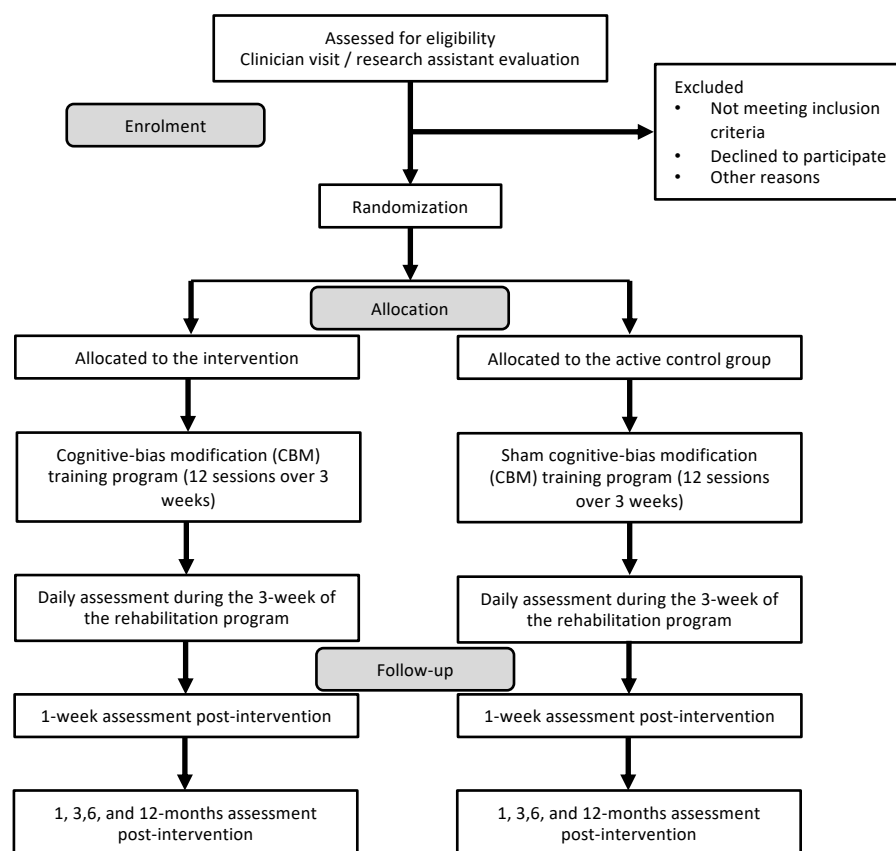 Assessed for eligibility
Clinician visit / research assistant evaluation
Excluded
• Not meeting inclusion
criteria
• Declined to participate
• Other reasons
Enrolment
Randomization
Allocation
Allocated to the intervention
Allocated to the active control group
Cognitive-bias modification (CBM)
training program (12 sessions over 3
weeks)
Sham cognitive-bias modification
(CBM) training program (12 sessions
over 3 weeks)
Daily assessment during the 3-week of
the rehabilitation program
Daily assessment during the 3-week of
the rehabilitation program
Follow-up
1-week assessment post-intervention
1-week assessment post-intervention
1, 3,6, and 12-months assessment
post-intervention
1, 3,6, and 12-months assessment
post-intervention